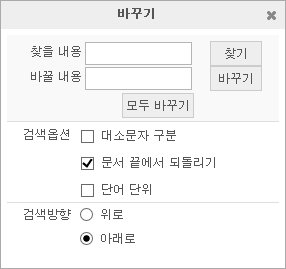 바꾸기
찾을 내용 찾기
바꿀 내용 바꾸기
모두 바꾸기
검색옵션 대소문자 구분
문서 끝에서 되돌리기
단어 단위
검색방향 위로
아래로